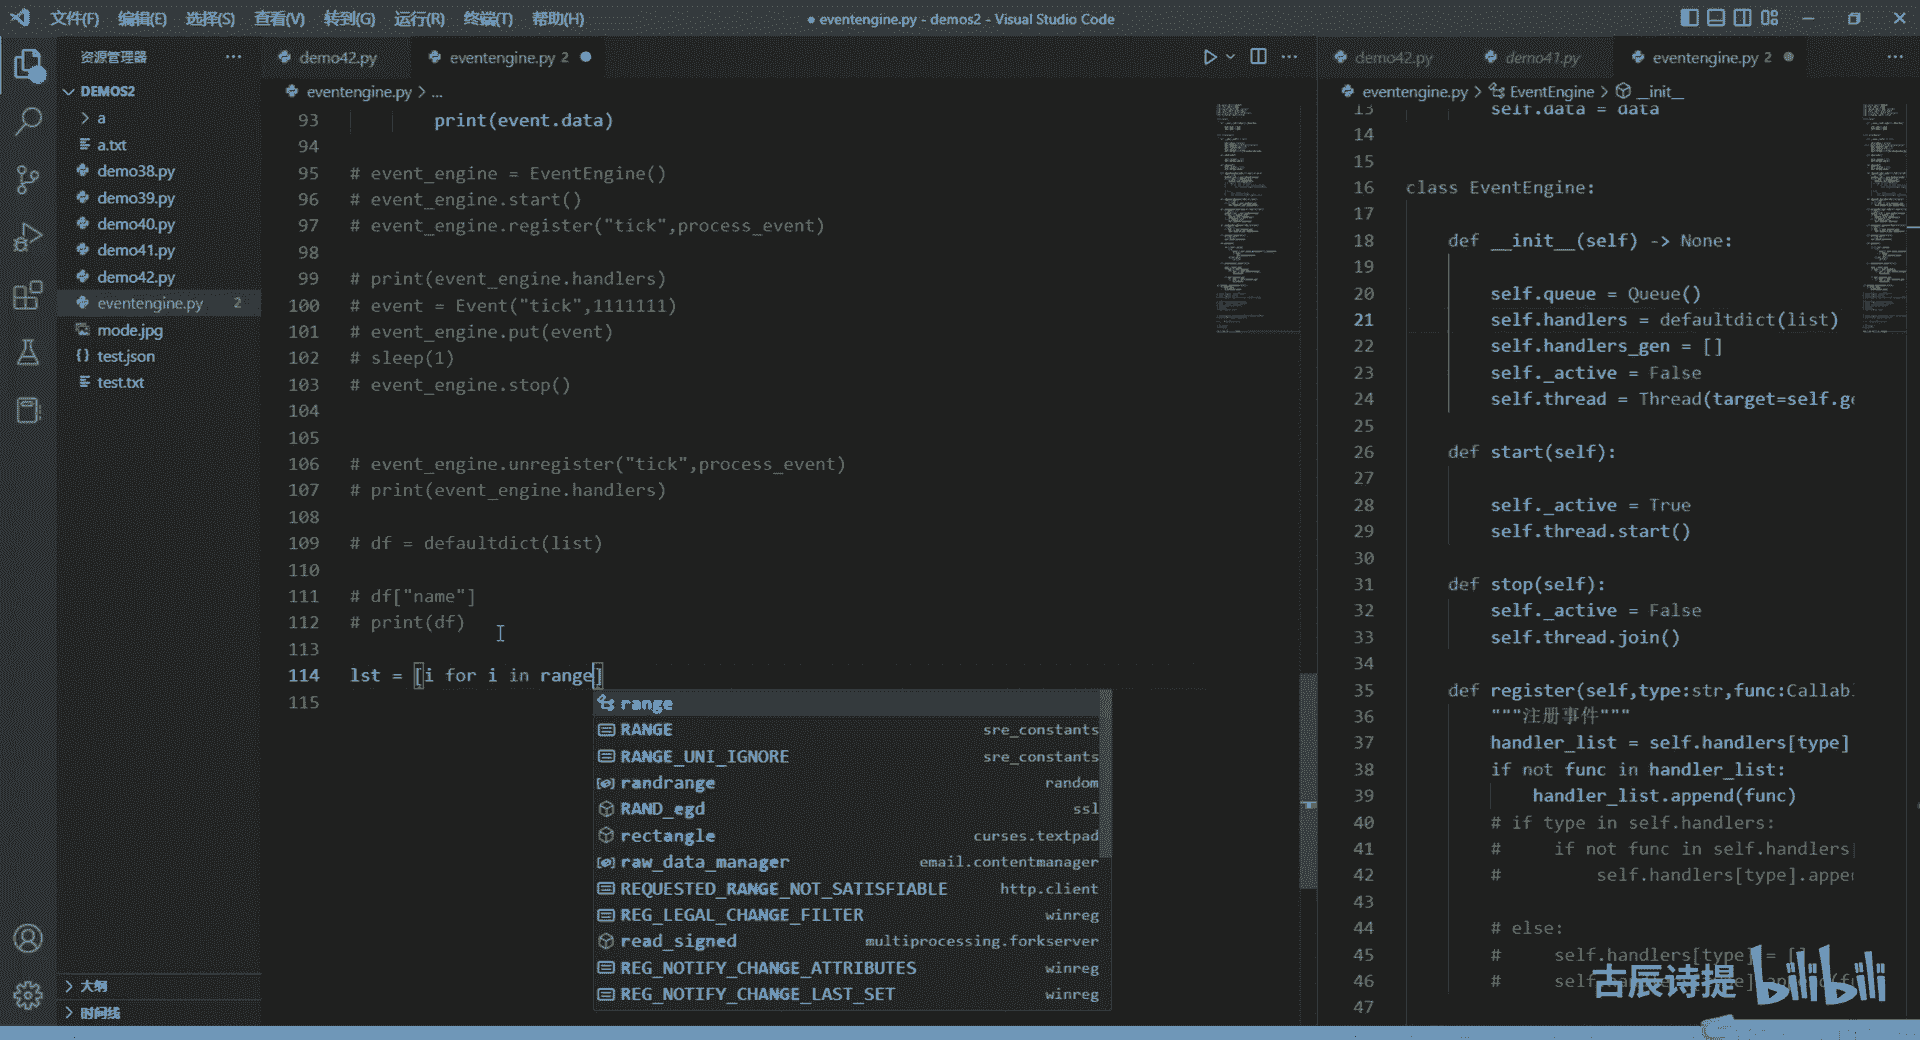 文件(F) 编辑(E) 选择(S) 查看(V) 转到(G) 运行(R) 终端(T) 帮助(H)
● eventengine.py - demos2 - Visual Studio Code
资源管理器
DEMOS2
a
a.txt
demo38.py
demo39.py
demo40.py
demo41.py
demo42.py
eventengine.py 2
mode.jpg
test.json
test.txt
大纲
时间线
demo42.py
eventengine.py 2
eventengine.py > ...
93 print(event.data)
94
95 # event_engine = EventEngine()
96 # event_engine.start()
97 # event_engine.register("tick",process_event)
98
99 # print(event_engine.handlers)
100 # event = Event("tick",1111111)
101 # event_engine.put(event)
102 # sleep(1)
103 # event_engine.stop()
104
105
106 # event_engine.unregister("tick",process_event)
107 # print(event_engine.handlers)
108
109 # df = defaultdict(list)
110
111 # df["name"]
112 # print(df)
113
114 lst = [i for i in range]
115
range
RANGE sre_constants
RANGE_UNI_IGNORE sre_constants
randrange random
RAND_egd ssl
rectangle curses.textpad
raw_data_manager email.contentmanager
REQUESTED_RANGE_NOT_SATISFIABLE http.client
REG_LEGAL_CHANGE_FILTER winreg
read_signed multiprocessing.forkserver
REG_NOTIFY_CHANGE_ATTRIBUTES winreg
REG_NOTIFY_CHANGE_LAST_SET winreg
demo42.py
demo41.py
eventengine.py 2
eventengine.py > EventEngine > __init__
13 self.data = data
14
15
16 class EventEngine:
17
18 def __init__(self) -> None:
19
20 self.queue = Queue()
21 self.handlers = defaultdict(list)
22 self.handlers_gen = []
23 self._active = False
24 self.thread = Thread(target=self.ge
25
26 def start(self):
27
28 self._active = True
29 self.thread.start()
30
31 def stop(self):
32 self._active = False
33 self.thread.join()
34
35 def register(self,type:str,func:Callab
36 """注册事件"""
37 handler_list = self.handlers[type]
38 if not func in handler_list:
39 handler_list.append(func)
40 # if type in self.handlers:
41 # if not func in self.handlers
42 # self.handlers[type].appe
43
44 # else:
45 # self.handlers[type] = [
46 # self
47
古辰诗提 bilibili